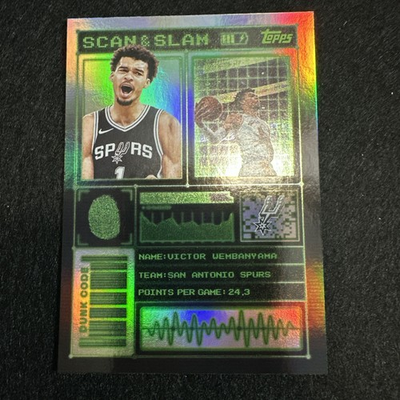 SCAN & SLAM
Topps
SPURS
1
DUNK CODE
NAME: VICTOR WEMBANYAMA
TEAM: SAN ANTONIO SPURS
POINTS PER GAME: 24,3